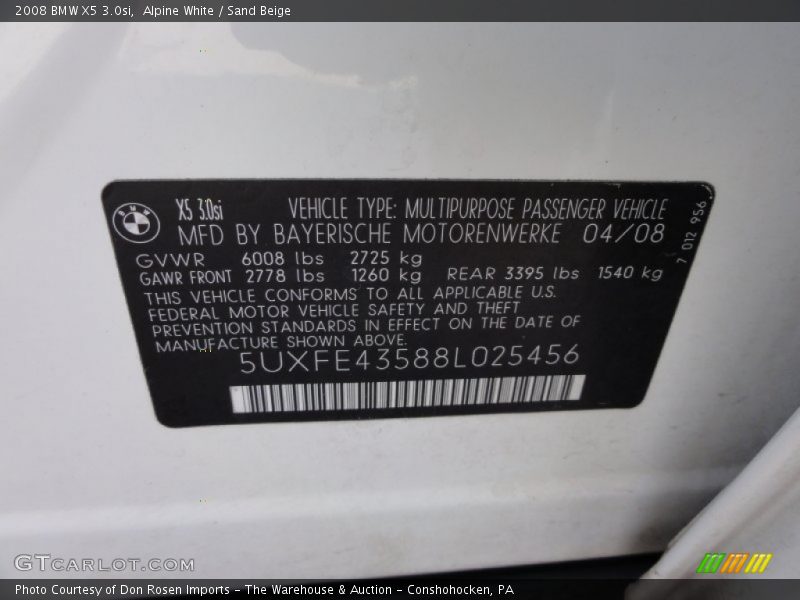 2008 BMW X5 3.0si,  Alpine White / Sand Beige
BMW
X5 3.0si
VEHICLE TYPE: MULTIPURPOSE PASSENGER VEHICLE
MFD BY BAYERISCHE MOTORENWERKE 04/08
GVWR 6008 lbs 2725 kg
GAWR FRONT 2778 lbs 1260 kg REAR 3395 lbs 1540 kg
THIS VEHICLE CONFORMS TO ALL APPLICABLE U.S.
FEDERAL MOTOR VEHICLE SAFETY AND THEFT
PREVENTION STANDARDS IN EFFECT ON THE DATE OF
MANUFACTURE SHOWN ABOVE.
5UXFE43588L025456
7 012 956
GTCARLOT.COM
Photo Courtesy of Don Rosen Imports - The Warehouse & Auction - Conshohocken, PA